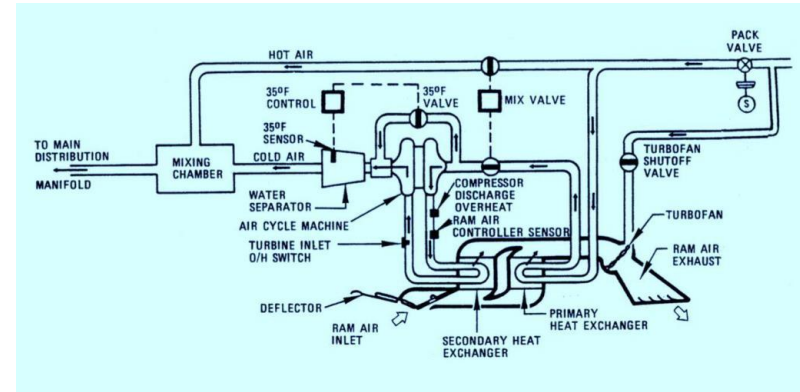 PACK
VALVE
HOT AIR
35ºF
CONTROL
35ºF
VALVE
MIX VALVE
S
35ºF
SENSOR
TO MAIN
DISTRIBUTION
MANIFOLD
MIXING
CHAMBER
COLD AIR
TURBOFAN
SHUTOFF
VALVE
WATER
SEPARATOR
COMPRESSOR
DISCHARGE
OVERHEAT
AIR CYCLE MACHINE
RAM AIR
CONTROLLER SENSOR
TURBOFAN
TURBINE INLET
O/H SWITCH
RAM AIR
EXHAUST
DEFLECTOR
RAM AIR
INLET
PRIMARY
HEAT EXCHANGER
SECONDARY HEAT
EXCHANGER